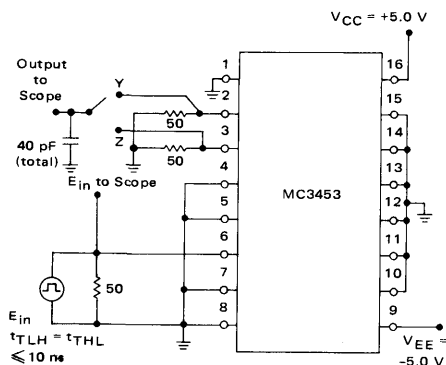 V_CC = +5.0 V
Output
to
Scope
Y
Z
50
50
40 pF
(total)
E_in to Scope
50
E_in
t_TLH = t_THL
≤ 10 ns
1
2
3
4
5
6
7
8
MC3453
16
15
14
13
12
11
10
9
V_EE =
-5.0 V